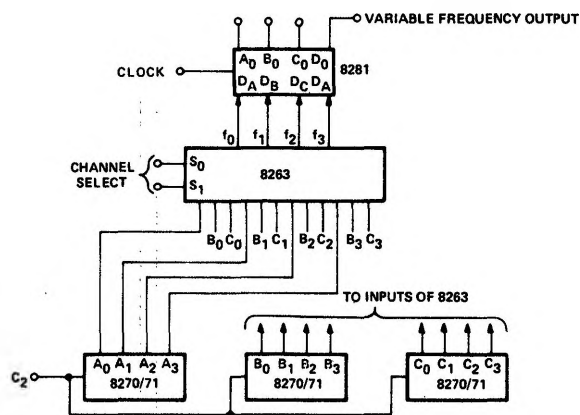 VARIABLE FREQUENCY OUTPUT
A0 B0 C0 D0
CLOCK
8281
DA DB DC DA
f0 f1 f2 f3
CHANNEL SELECT
S0
S1
8263
B0 C0 B1 C1 B2 C2 B3 C3
TO INPUTS OF 8263
C2
A0 A1 A2 A3
8270/71
B0 B1 B2 B3
8270/71
C0 C1 C2 C3
8270/71